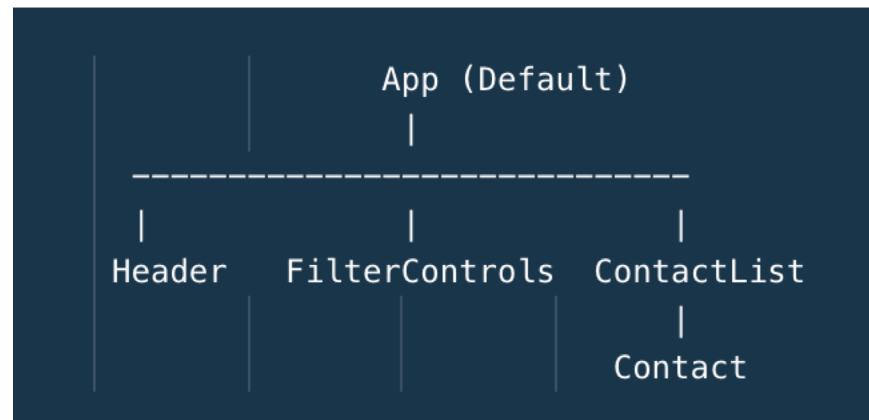 App (Default)
|
-----------------------------
| | |
Header FilterControls ContactList
|
Contact